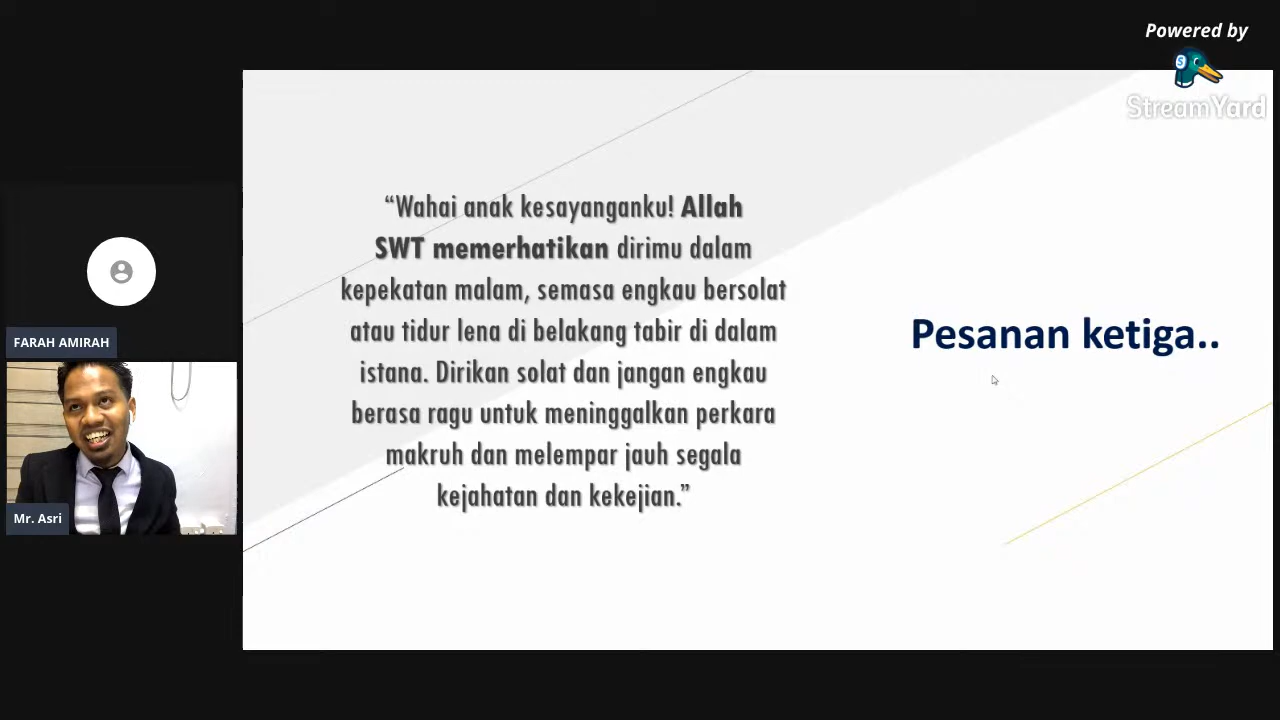 Powered by
StreamYard
“Wahai anak kesayanganku! Allah
SWT memerhatikan dirimu dalam
kepekatan malam, semasa engkau bersolat
atau tidur lena di belakang tabir di dalam
istana. Dirikan solat dan jangan engkau
berasa ragu untuk meninggalkan perkara
makruh dan melempar jauh segala
kejahatan dan kekejian.”
Pesanan ketiga..
FARAH AMIRAH
Mr. Asri